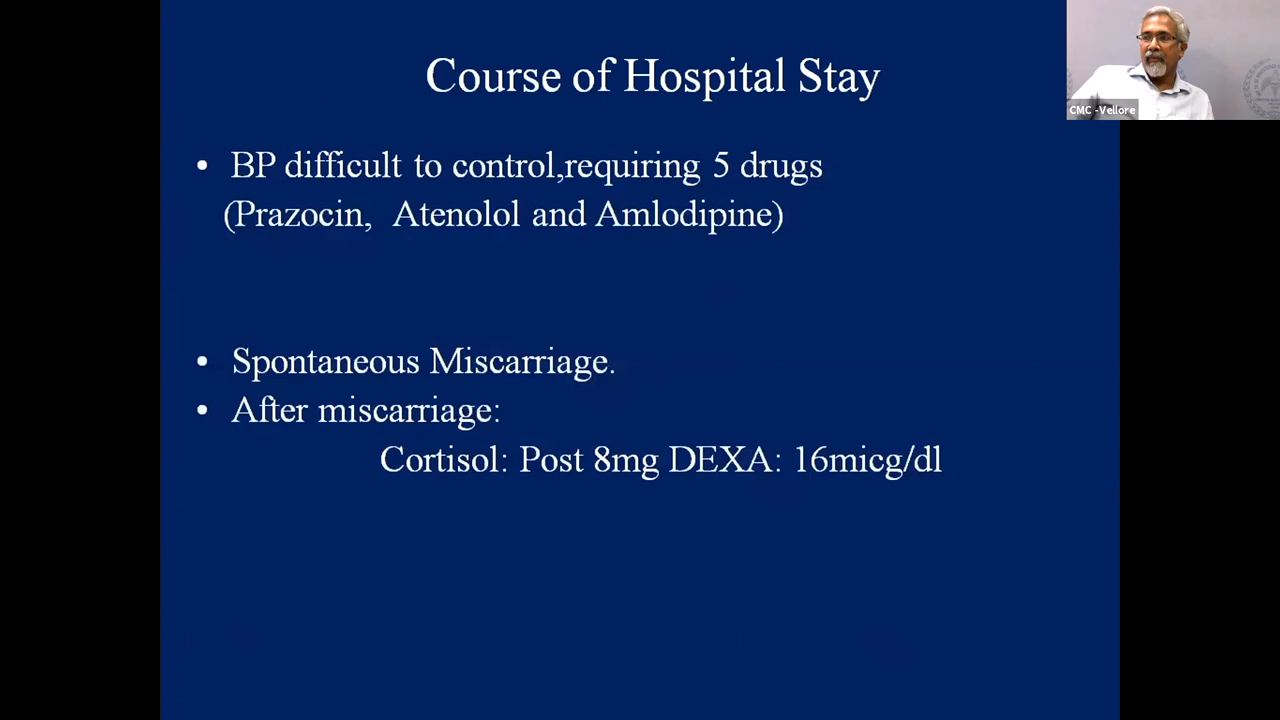 Course of Hospital Stay
CMC -Vellore
• BP difficult to control,requiring 5 drugs
(Prazocin, Atenolol and Amlodipine)
• Spontaneous Miscarriage.
• After miscarriage:
Cortisol: Post 8mg DEXA: 16micg/dl